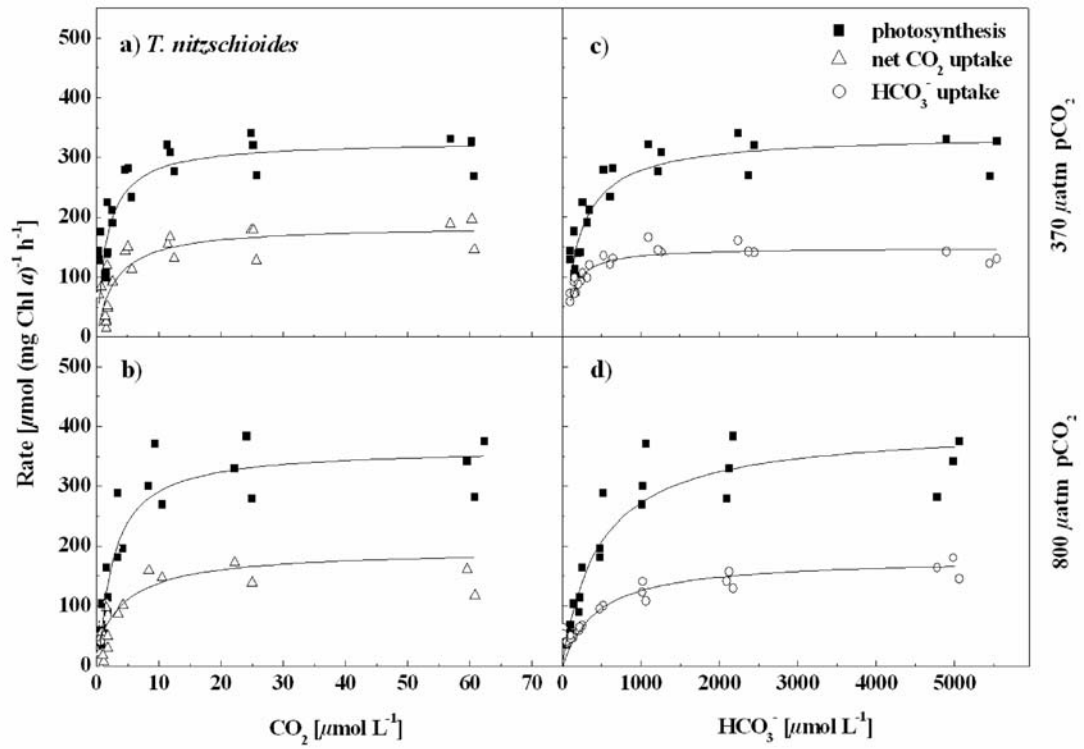 a) T. nitzschioides
c)
photosynthesis
net CO₂ uptake
HCO₃⁻ uptake
500
400
300
200
100
0
370 µatm pCO₂
b)
d)
500
400
300
200
100
0
800 µatm pCO₂
Rate [µmol (mg Chl a)⁻¹ h⁻¹]
0 10 20 30 40 50 60 70
0 1000 2000 3000 4000 5000
CO₂ [µmol L⁻¹]
HCO₃⁻ [µmol L⁻¹]